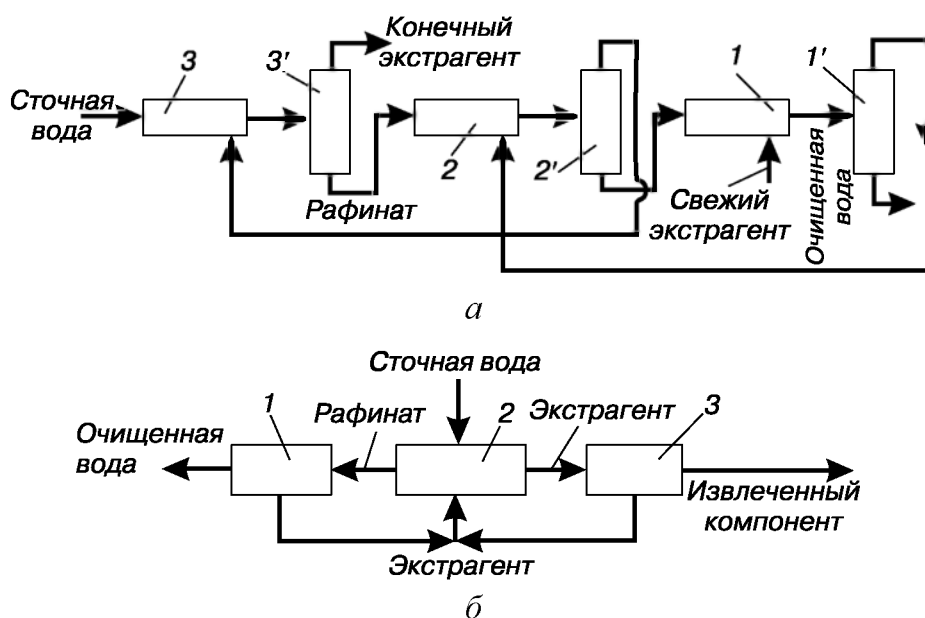 Конечный
экстрагент
3
3′
2′
1
1′
Сточная
вода
2
Рафинат
Свежий
экстрагент
Очищенная
вода
а
Сточная вода
1
Рафинат
2
Экстрагент
3
Очищенная
вода
Извлеченный
компонент
Экстрагент
б